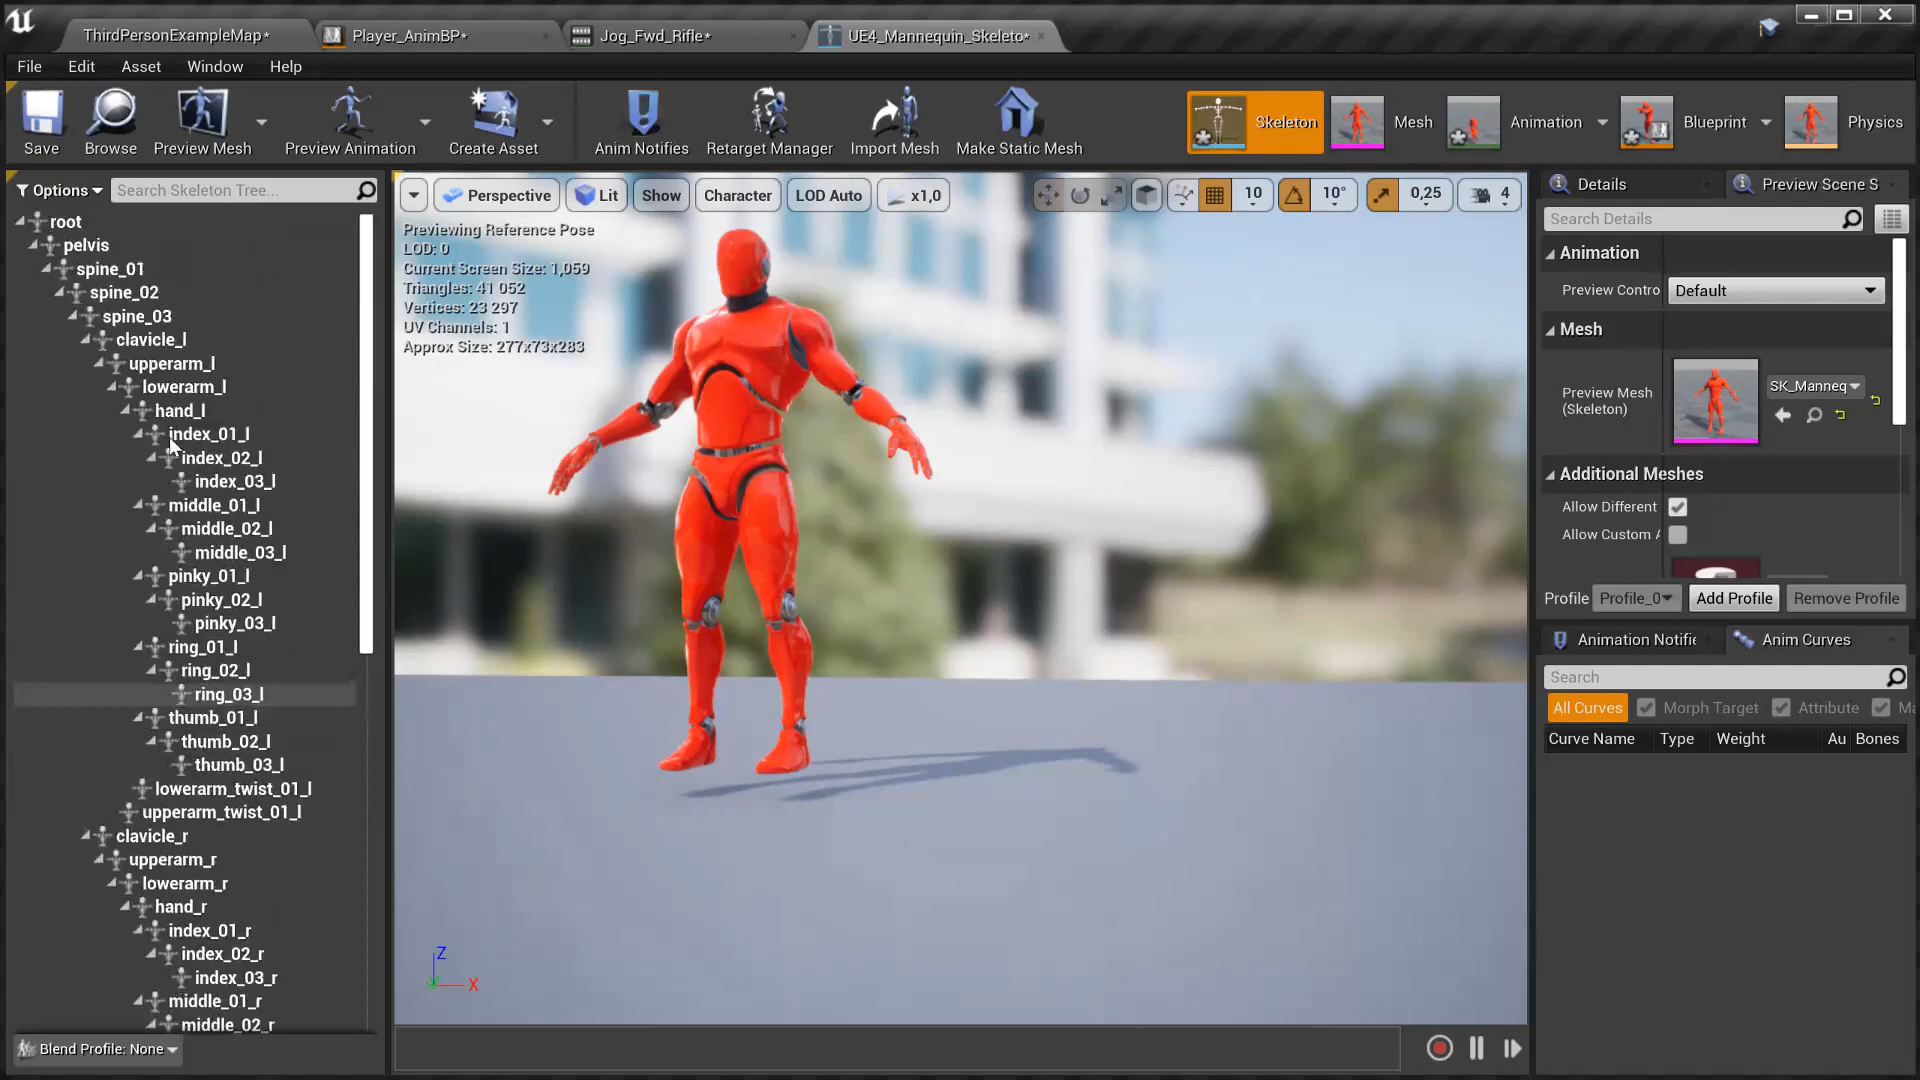 ThirdPersonExampleMap*
Player_AnimBP*
Jog_Fwd_Rifle*
UE4_Mannequin_Skeleto*
File Edit Asset Window Help
Save
Browse
Preview Mesh
Preview Animation
Create Asset
Anim Notifies
Retarget Manager
Import Mesh
Make Static Mesh
Skeleton
Mesh
Animation
Blueprint
Physics
Options
Search Skeleton Tree...
root
pelvis
spine_01
spine_02
spine_03
clavicle_l
upperarm_l
lowerarm_l
hand_l
index_01_l
index_02_l
index_03_l
middle_01_l
middle_02_l
middle_03_l
pinky_01_l
pinky_02_l
pinky_03_l
ring_01_l
ring_02_l
ring_03_l
thumb_01_l
thumb_02_l
thumb_03_l
lowerarm_twist_01_l
upperarm_twist_01_l
clavicle_r
upperarm_r
lowerarm_r
hand_r
index_01_r
index_02_r
index_03_r
middle_01_r
middle_02_r
Blend Profile: None
Perspective
Lit
Show
Character
LOD Auto
x1,0
10
10°
0,25
4
Previewing Reference Pose
LOD: 0
Current Screen Size: 1,059
Triangles: 41 052
Vertices: 23 297
UV Channels: 1
Approx Size: 277x73x283
Z
X
Details
Preview Scene S
Search Details
Animation
Preview Contro
Default
Mesh
Preview Mesh
(Skeleton)
SK_Manneq
Additional Meshes
Allow Different
Allow Custom A
Profile
Profile_0
Add Profile
Remove Profile
Animation Notifie
Anim Curves
Search
All Curves
Morph Target
Attribute
Ma
Curve Name
Type
Weight
Au
Bones